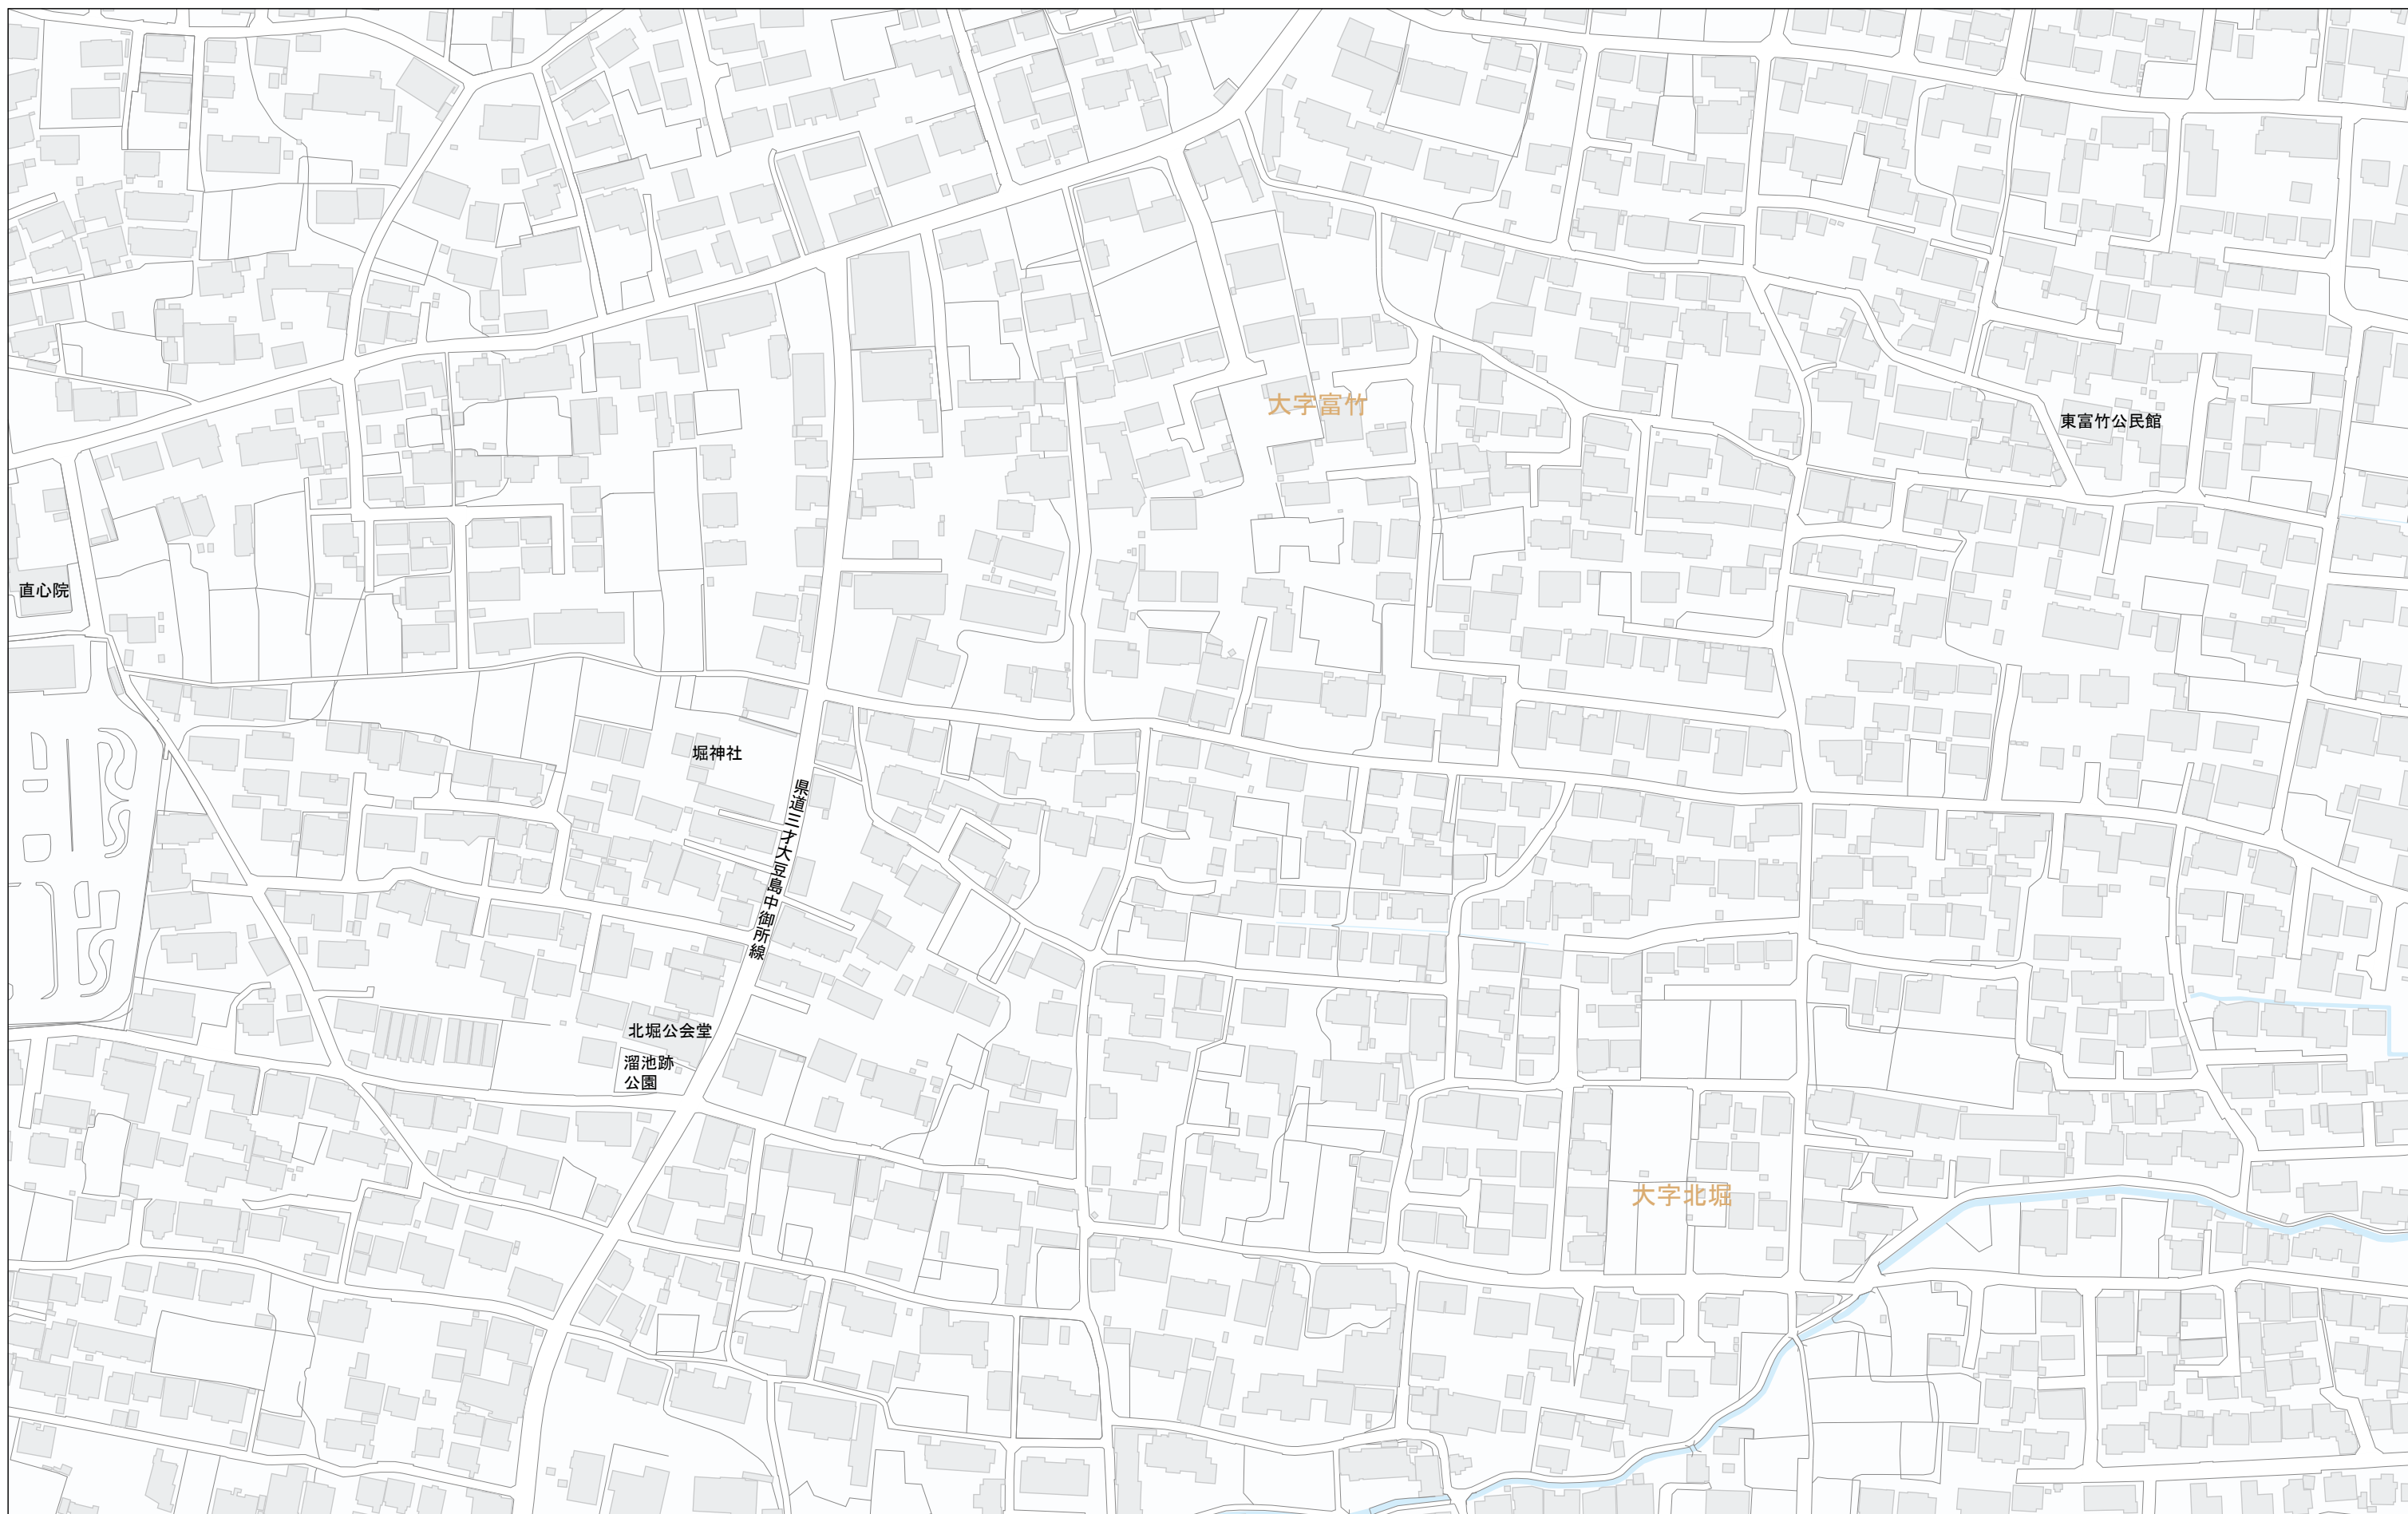 大字富竹
東富竹公民館
直心院
堀神社
県道三才大豆島中御所線
北堀公会堂
溜池跡
公園
大字北堀